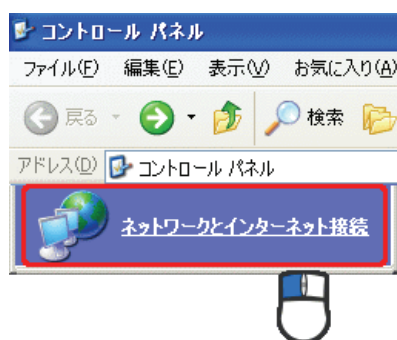 コントロール パネル
ファイル(F) 編集(E) 表示(V) お気に入り(A)
戻る 検索
アドレス(D) コントロール パネル
ネットワークとインターネット接続